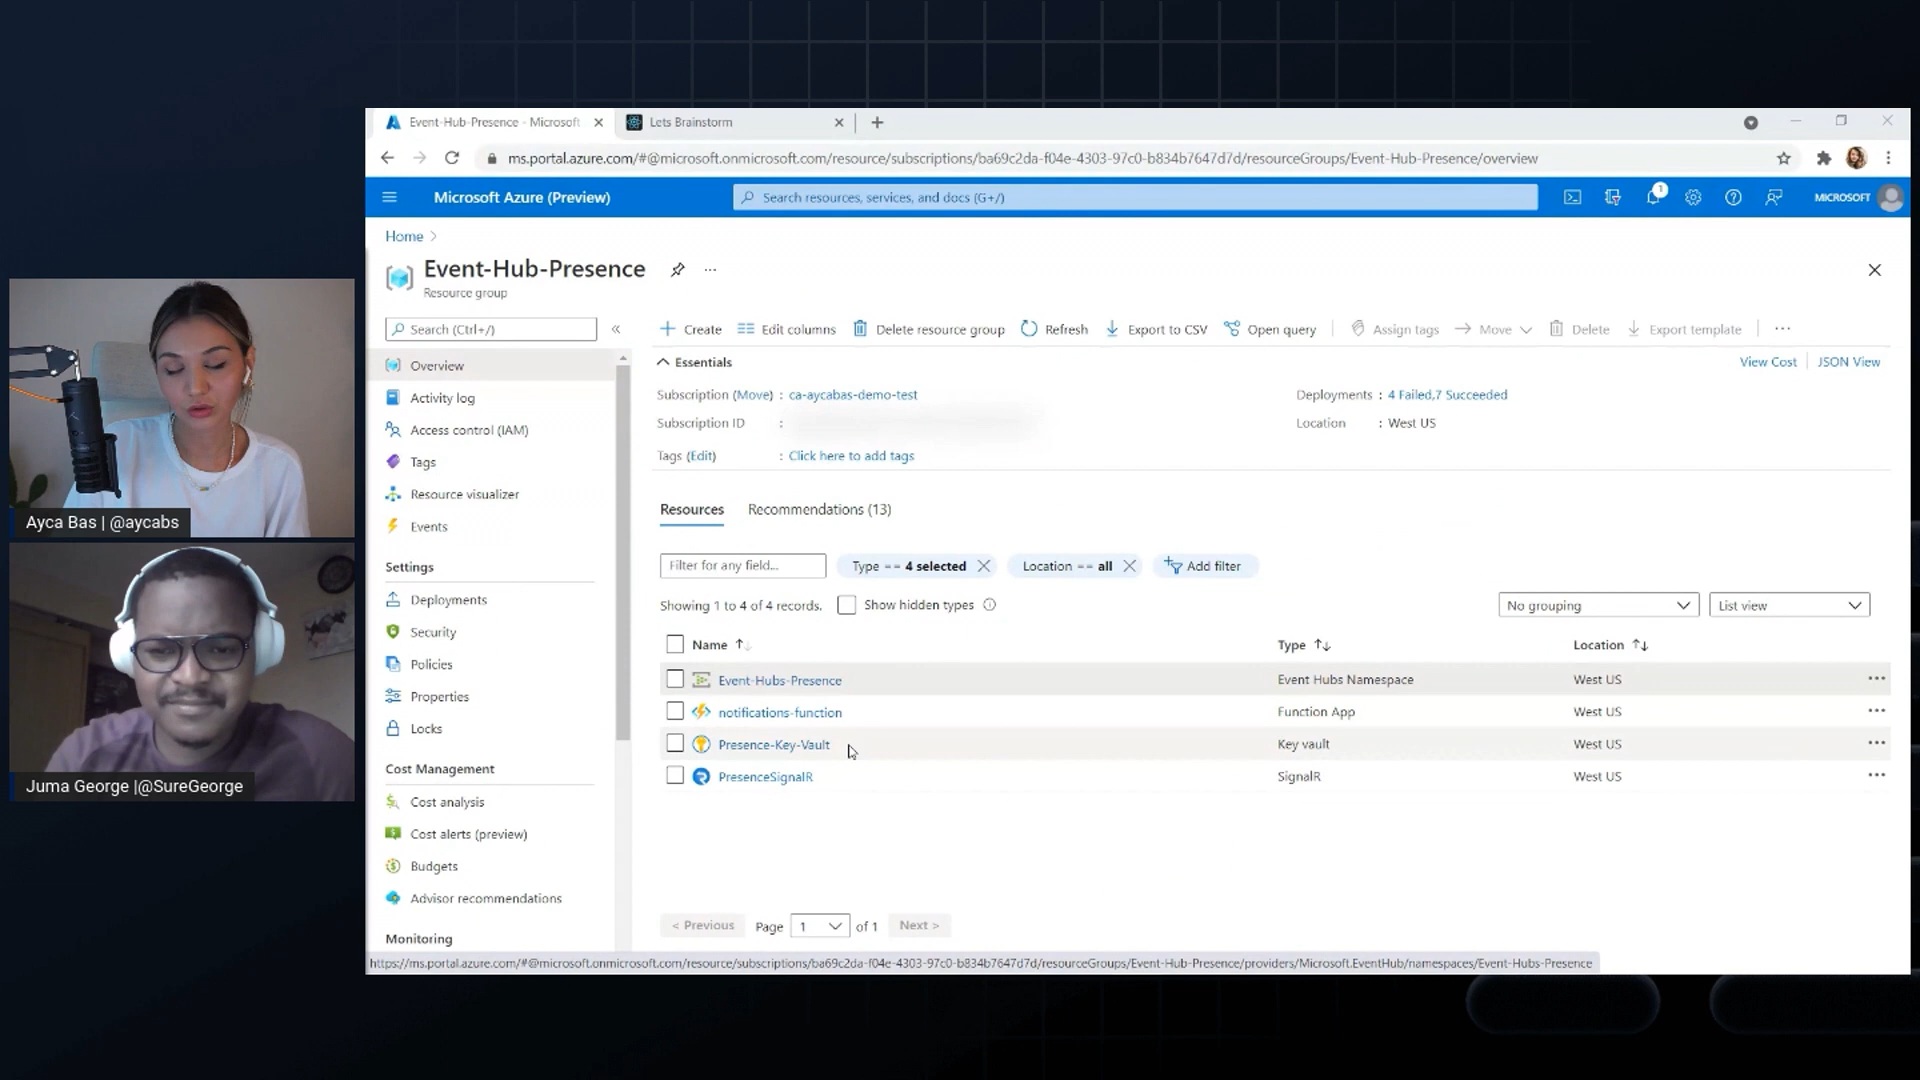 Event-Hub-Presence - Microsoft
Lets Brainstorm
ms.portal.azure.com/#@microsoft.onmicrosoft.com/resource/subscriptions/ba69c2da-f04e-4303-97c0-b834b7647d7d/resourceGroups/Event-Hub-Presence/overview
Microsoft Azure (Preview)
Search resources, services, and docs (G+/)
1
MICROSOFT
Home >
Event-Hub-Presence
Resource group
Search (Ctrl+/)
«
Create
Edit columns
Delete resource group
Refresh
Export to CSV
Open query
Assign tags
Move
Delete
Export template
Overview
Activity log
Access control (IAM)
Tags
Resource visualizer
Events
Settings
Deployments
Security
Policies
Properties
Locks
Cost Management
Cost analysis
Cost alerts (preview)
Budgets
Advisor recommendations
Monitoring
Essentials
View Cost
JSON View
Subscription (Move) : ca-aycabas-demo-test
Deployments : 4 Failed,7 Succeeded
Subscription ID :
Location : West US
Tags (Edit) : Click here to add tags
Resources
Recommendations (13)
Filter for any field...
Type == 4 selected
Location == all
Add filter
Showing 1 to 4 of 4 records.
Show hidden types
No grouping
List view
Name
Type
Location
Event-Hubs-Presence
Event Hubs Namespace
West US
notifications-function
Function App
West US
Presence-Key-Vault
Key vault
West US
PresenceSignalR
SignalR
West US
< Previous
Page
1
of 1
Next >
https://ms.portal.azure.com/#@microsoft.onmicrosoft.com/resource/subscriptions/ba69c2da-f04e-4303-97c0-b834b7647d7d/resourceGroups/Event-Hub-Presence/providers/Microsoft.EventHub/namespaces/Event-Hubs-Presence
Ayca Bas | @aycabs
Juma George |@SureGeorge